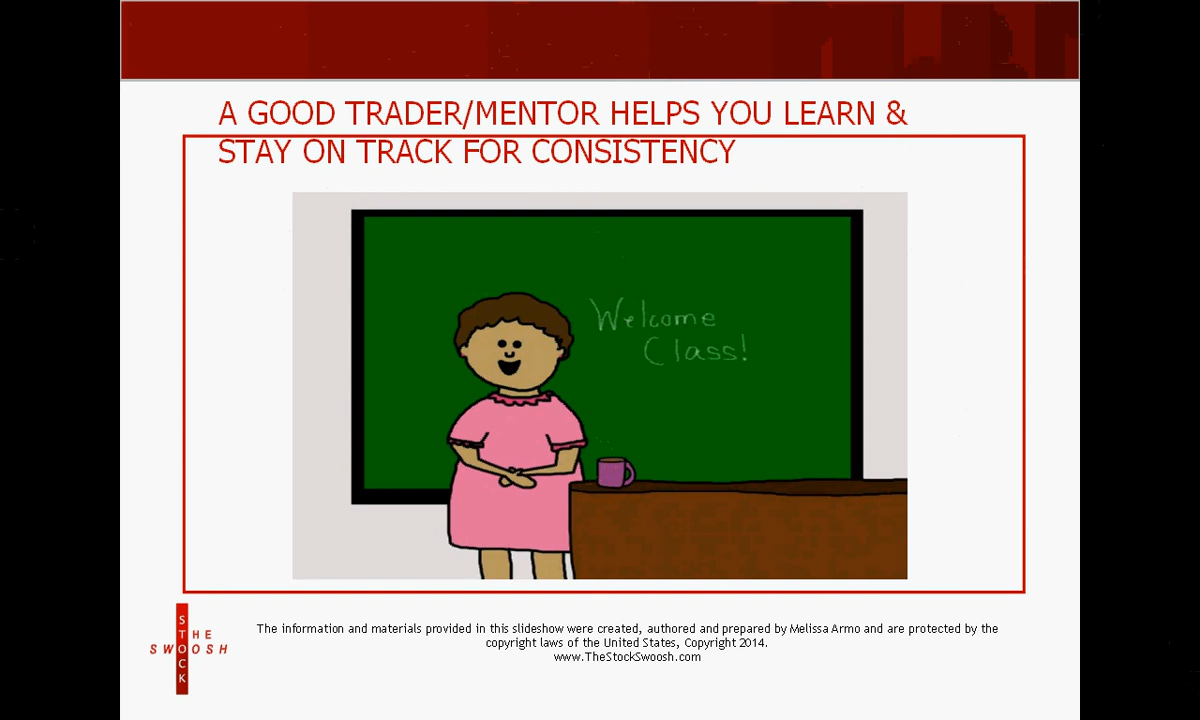 A GOOD TRADER/MENTOR HELPS YOU LEARN &
STAY ON TRACK FOR CONSISTENCY
Welcome
Class!
THE
STOCK
SWOOSH
The information and materials provided in this slideshow were created, authored and prepared by Melissa Armo and are protected by the
copyright laws of the United States, Copyright 2014.
www.TheStockSwoosh.com